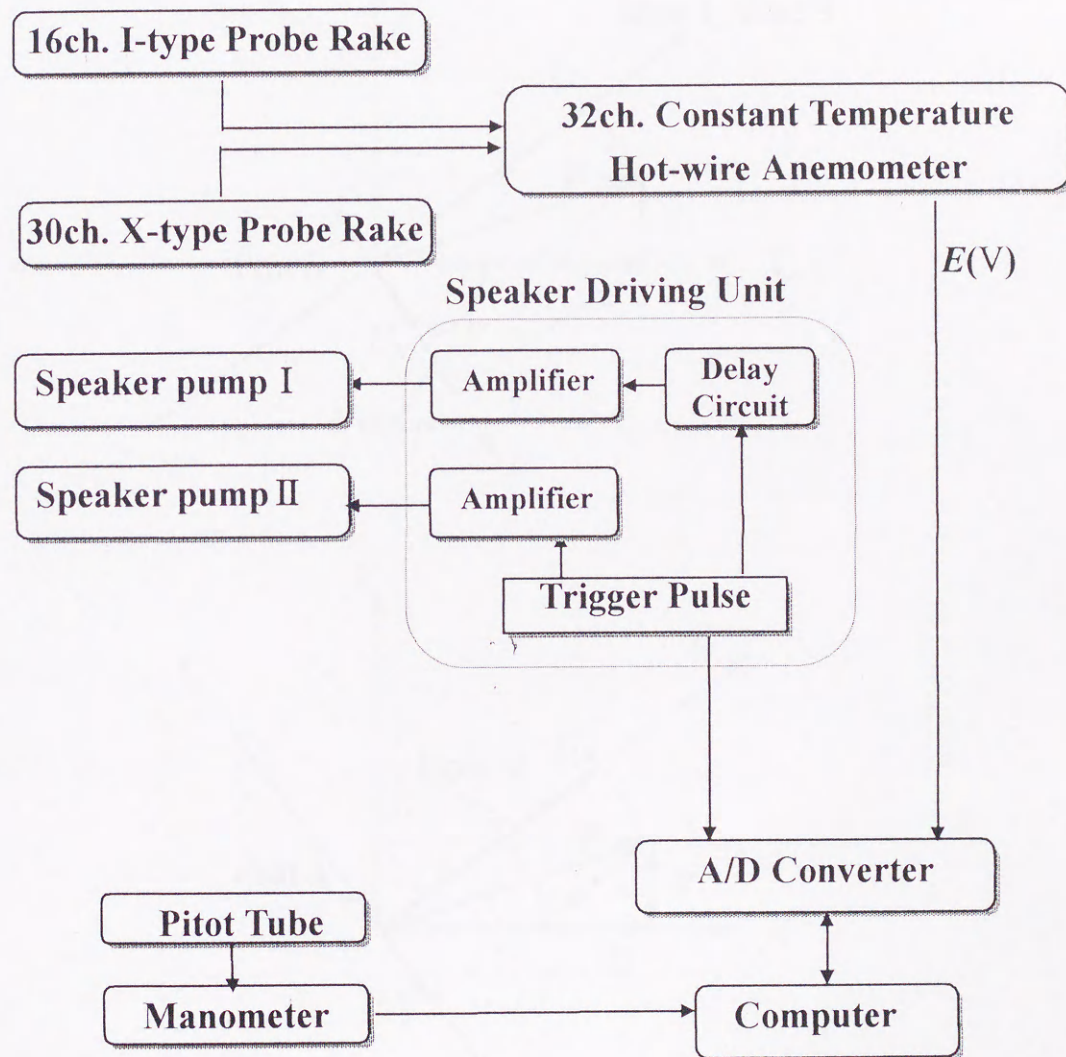 16ch. I-type Probe Rake
32ch. Constant Temperature
Hot-wire Anemometer
30ch. X-type Probe Rake
E(V)
Speaker Driving Unit
Speaker pump Ⅰ
Amplifier
Delay
Circuit
Speaker pump Ⅱ
Amplifier
Trigger Pulse
A/D Converter
Pitot Tube
Manometer
Computer